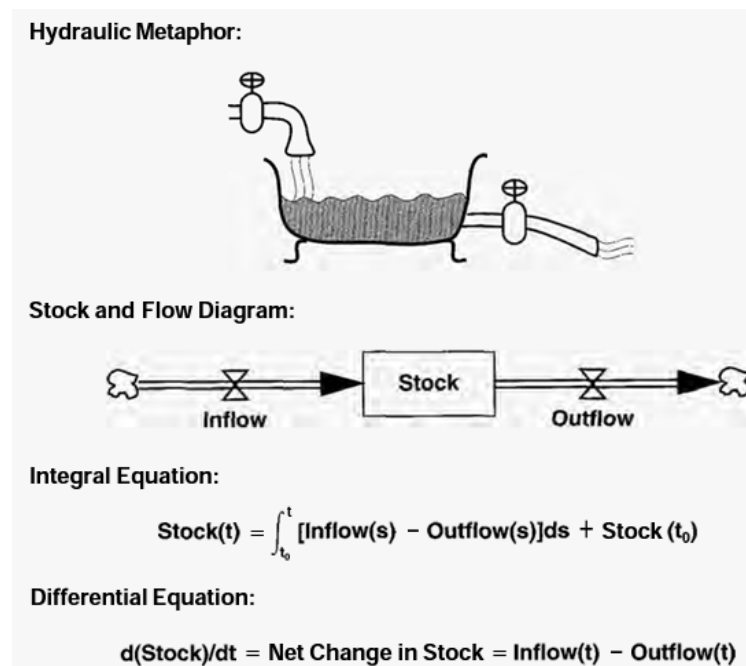 Hydraulic Metaphor:
Stock and Flow Diagram:
Stock
Inflow
Outflow
Integral Equation:
Stock(t) = ∫ₜ₀ᵗ [Inflow(s) − Outflow(s)]ds + Stock (t₀)
Differential Equation:
d(Stock)/dt = Net Change in Stock = Inflow(t) − Outflow(t)